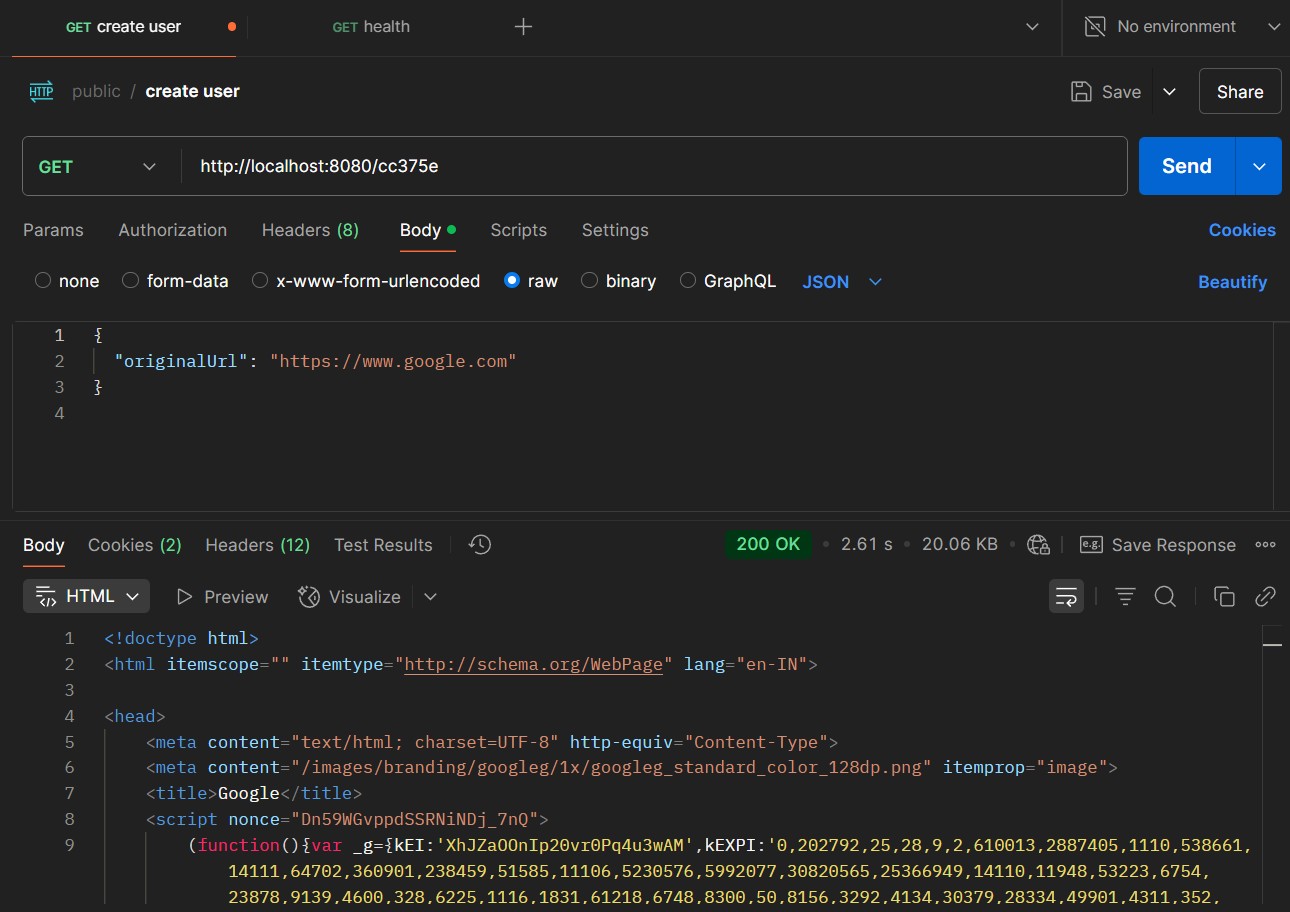 GET create user GET health No environment
HTTP public / create user Save Share
GET http://localhost:8080/cc375e Send
Params Authorization Headers (8) Body Scripts Settings Cookies
none form-data x-www-form-urlencoded raw binary GraphQL JSON Beautify
1 {
2 "originalUrl": "https://www.google.com"
3 }
4
Body Cookies (2) Headers (12) Test Results 200 OK • 2.61 s • 20.06 KB • e.g. Save Response
HTML Preview Visualize
1 <!doctype html>
2 <html itemscope="" itemtype="http://schema.org/WebPage" lang="en-IN">
3
4 <head>
5 <meta content="text/html; charset=UTF-8" http-equiv="Content-Type">
6 <meta content="/images/branding/googleg/1x/googleg_standard_color_128dp.png" itemprop="image">
7 <title>Google</title>
8 <script nonce="Dn59WGvppdSSRNiNDj_7nQ">
9 (function(){var _g={kEI:'XhJZaOOnIp20vr0Pq4u3wAM',kEXPI:'0,202792,25,28,9,2,610013,2887405,1110,538661,
14111,64702,360901,238459,51585,11106,5230576,5992077,30820565,25366949,14110,11948,53223,6754,
23878,9139,4600,328,6225,1116,1831,61218,6748,8300,50,8156,3292,4134,30379,28334,49901,4311,352,